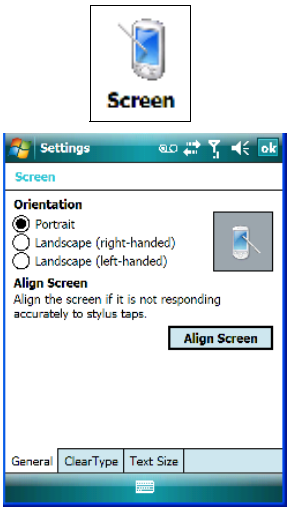 Screen
Settings
ok
Screen
Orientation
Portrait
Landscape (right-handed)
Landscape (left-handed)
Align Screen
Align the screen if it is not responding
accurately to stylus taps.
Align Screen
General ClearType Text Size